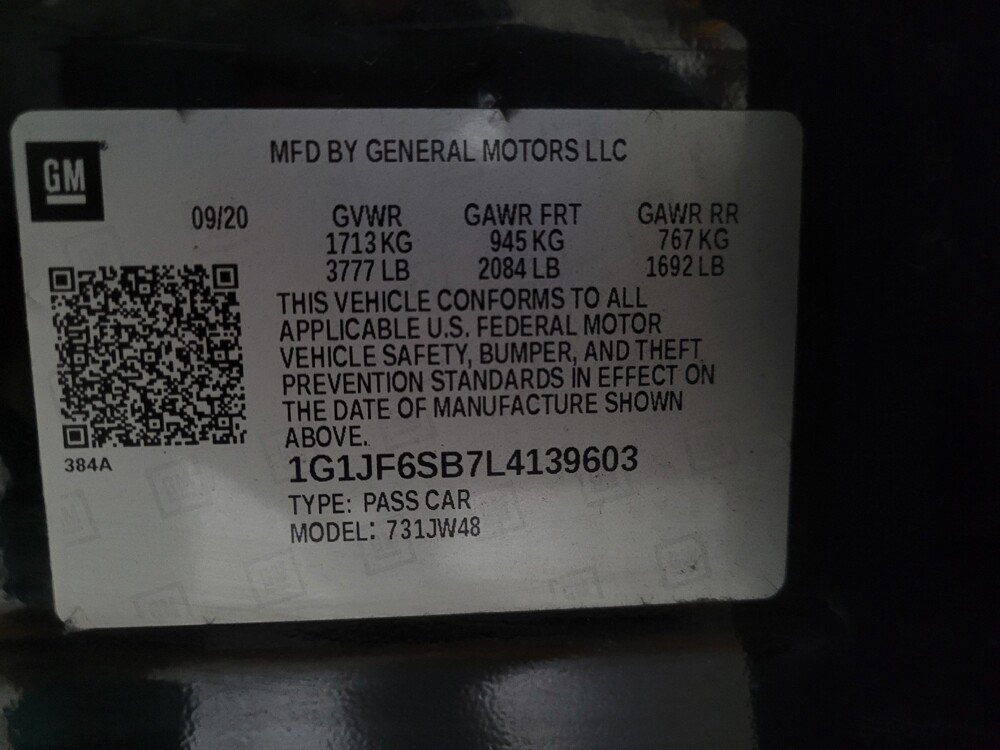 GM
MFD BY GENERAL MOTORS LLC
09/20 GVWR GAWR FRT GAWR RR
1713 KG 945 KG 767 KG
3777 LB 2084 LB 1692 LB
THIS VEHICLE CONFORMS TO ALL
APPLICABLE U.S. FEDERAL MOTOR
VEHICLE SAFETY, BUMPER, AND THEFT
PREVENTION STANDARDS IN EFFECT ON
THE DATE OF MANUFACTURE SHOWN
ABOVE.
384A
1G1JF6SB7L4139603
TYPE: PASS CAR
MODEL: 731JW48